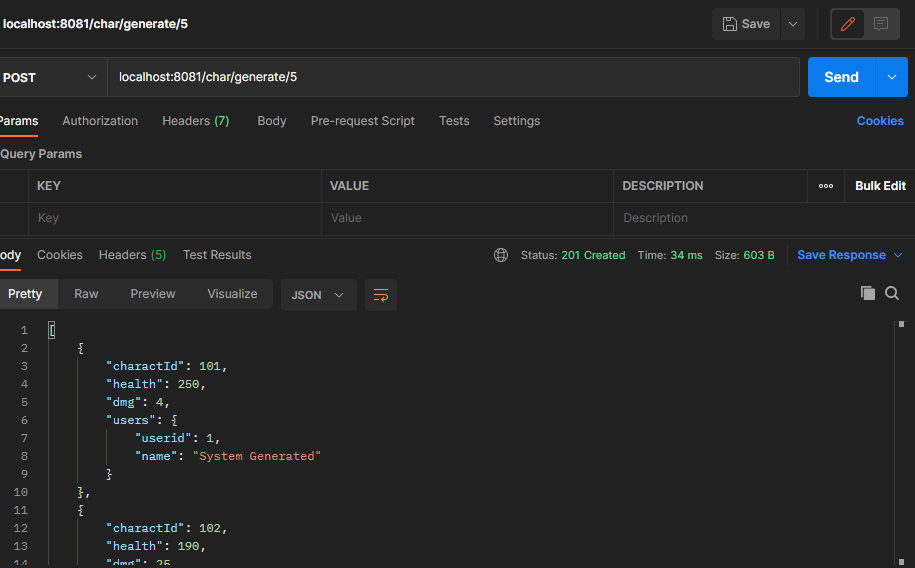 localhost:8081/char/generate/5 Save
POST localhost:8081/char/generate/5 Send
Params Authorization Headers (7) Body Pre-request Script Tests Settings Cookies
Query Params
KEY VALUE DESCRIPTION ooo Bulk Edit
Key Value Description
ody Cookies Headers (5) Test Results Status: 201 Created Time: 34 ms Size: 603 B Save Response
Pretty Raw Preview Visualize JSON
1 [
2 {
3 "charactId": 101,
4 "health": 250,
5 "dmg": 4,
6 "users": {
7 "userid": 1,
8 "name": "System Generated"
9 }
10 },
11 {
12 "charactId": 102,
13 "health": 190,
14 "dmg": 25